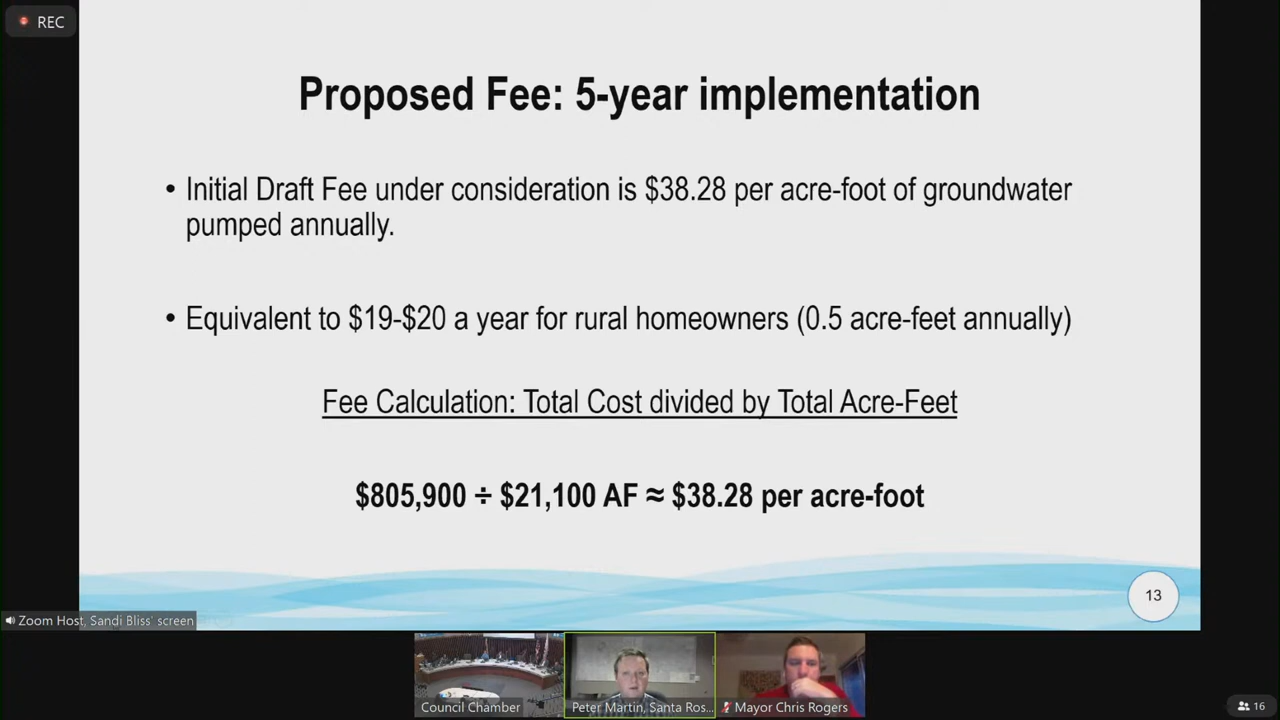 REC
Proposed Fee: 5-year implementation
• Initial Draft Fee under consideration is $38.28 per acre-foot of groundwater
pumped annually.
• Equivalent to $19-$20 a year for rural homeowners (0.5 acre-feet annually)
Fee Calculation: Total Cost divided by Total Acre-Feet
$805,900 ÷ $21,100 AF ≈ $38.28 per acre-foot
13
Zoom Host, Sandi Bliss' screen
Council Chamber
Peter Martin, Santa Ros...
Mayor Chris Rogers
16